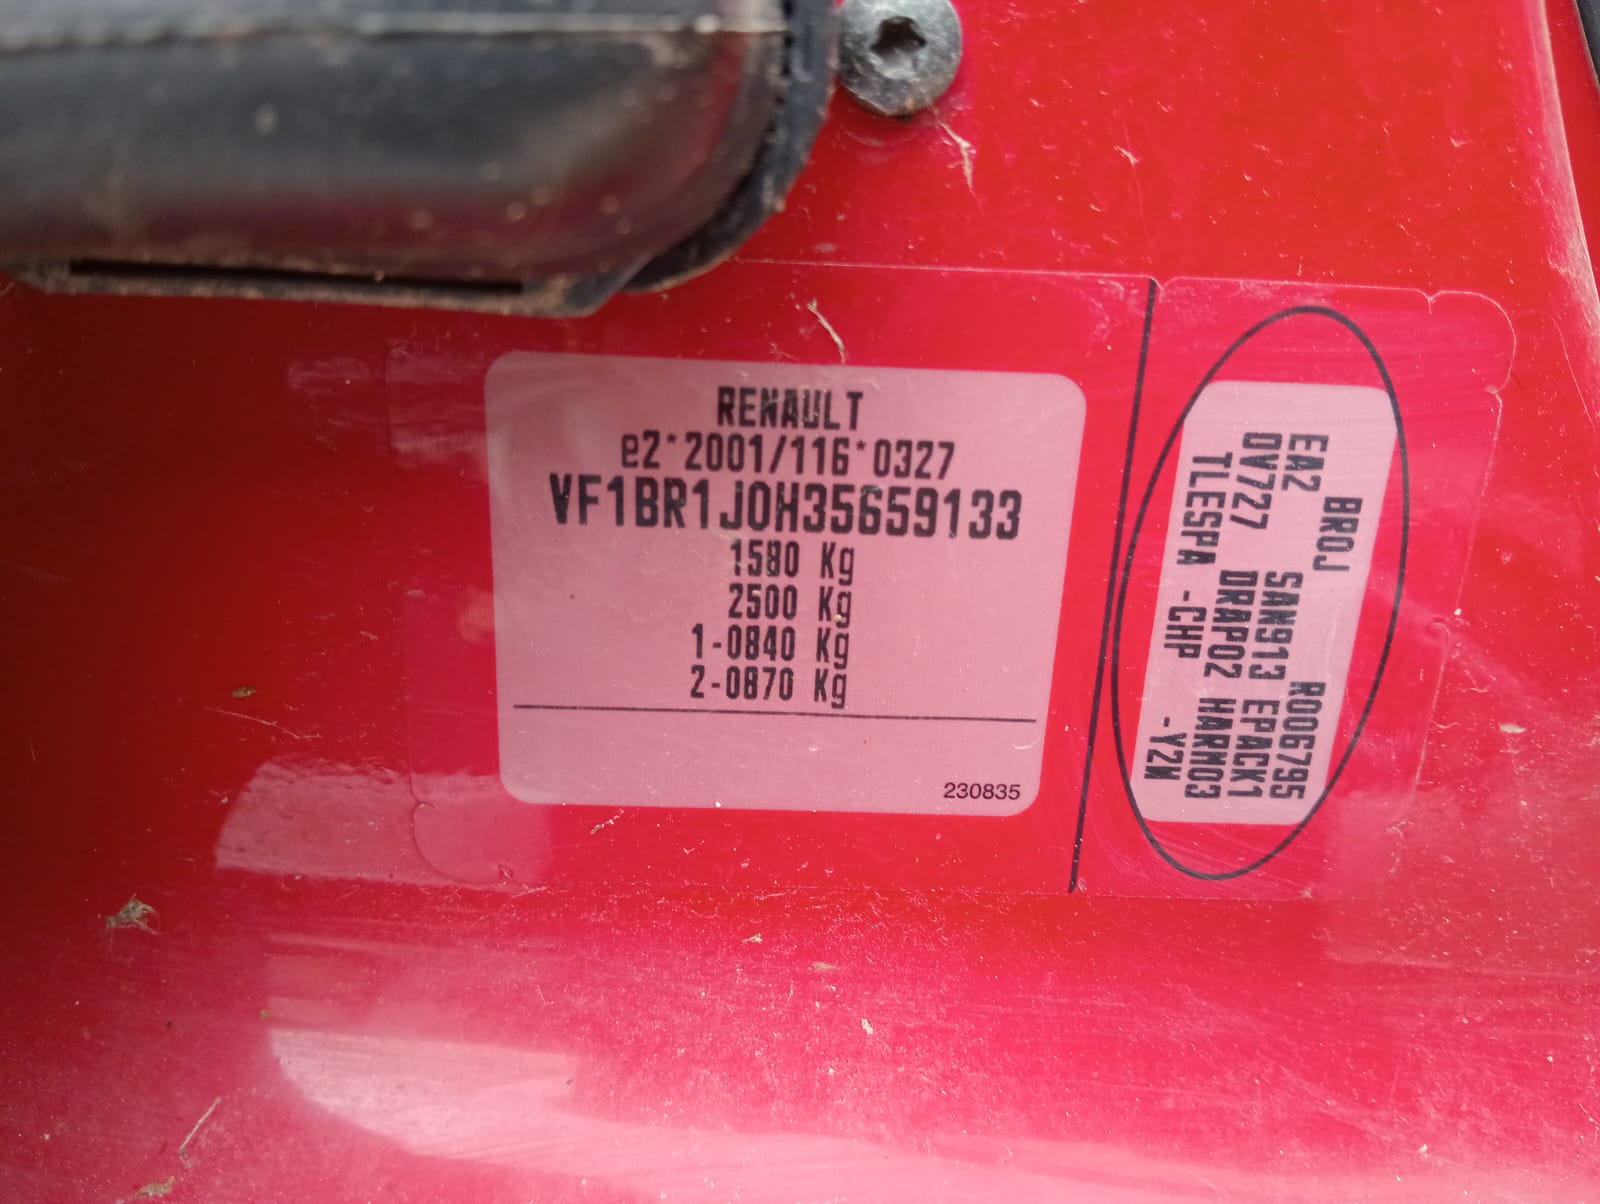 RENAULT
e2*2001/116*0327
VF1BR1J0H35659133
1580 Kg
2500 Kg
1-0840 Kg
2-0870 Kg
230835
BROJ R006795
EA2 SAN913 EPACK1
OV727 DRAP02 HARM03
TLESPA -CHP -YZM